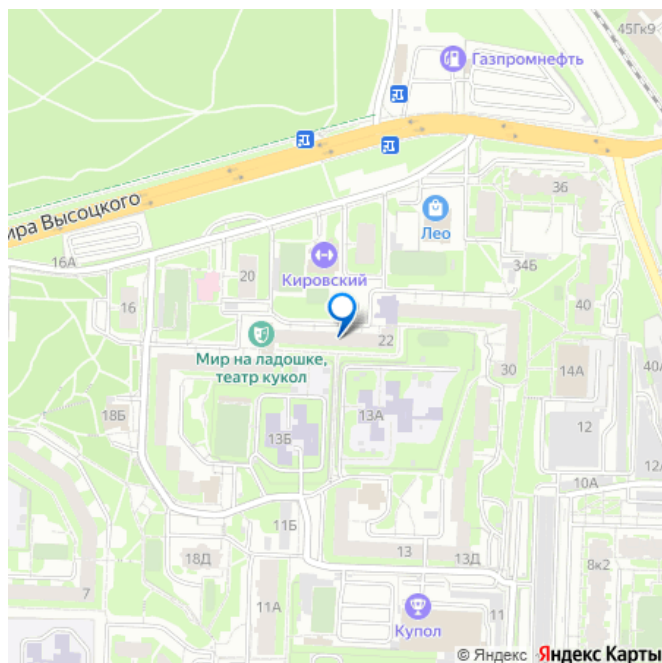 45Гк9
Газпромнефть
ира Высоцкого
36
Лео
16А
34Б
20
Кировский
16
40
22
Мир на ладошке,
театр кукол
30
14А
40А
18Б
13А
12
13Б
12А
10А
11Б
18Д
13
13Д
8к2
7
11А
11
Купол
© Яндекс Яндекс Карты